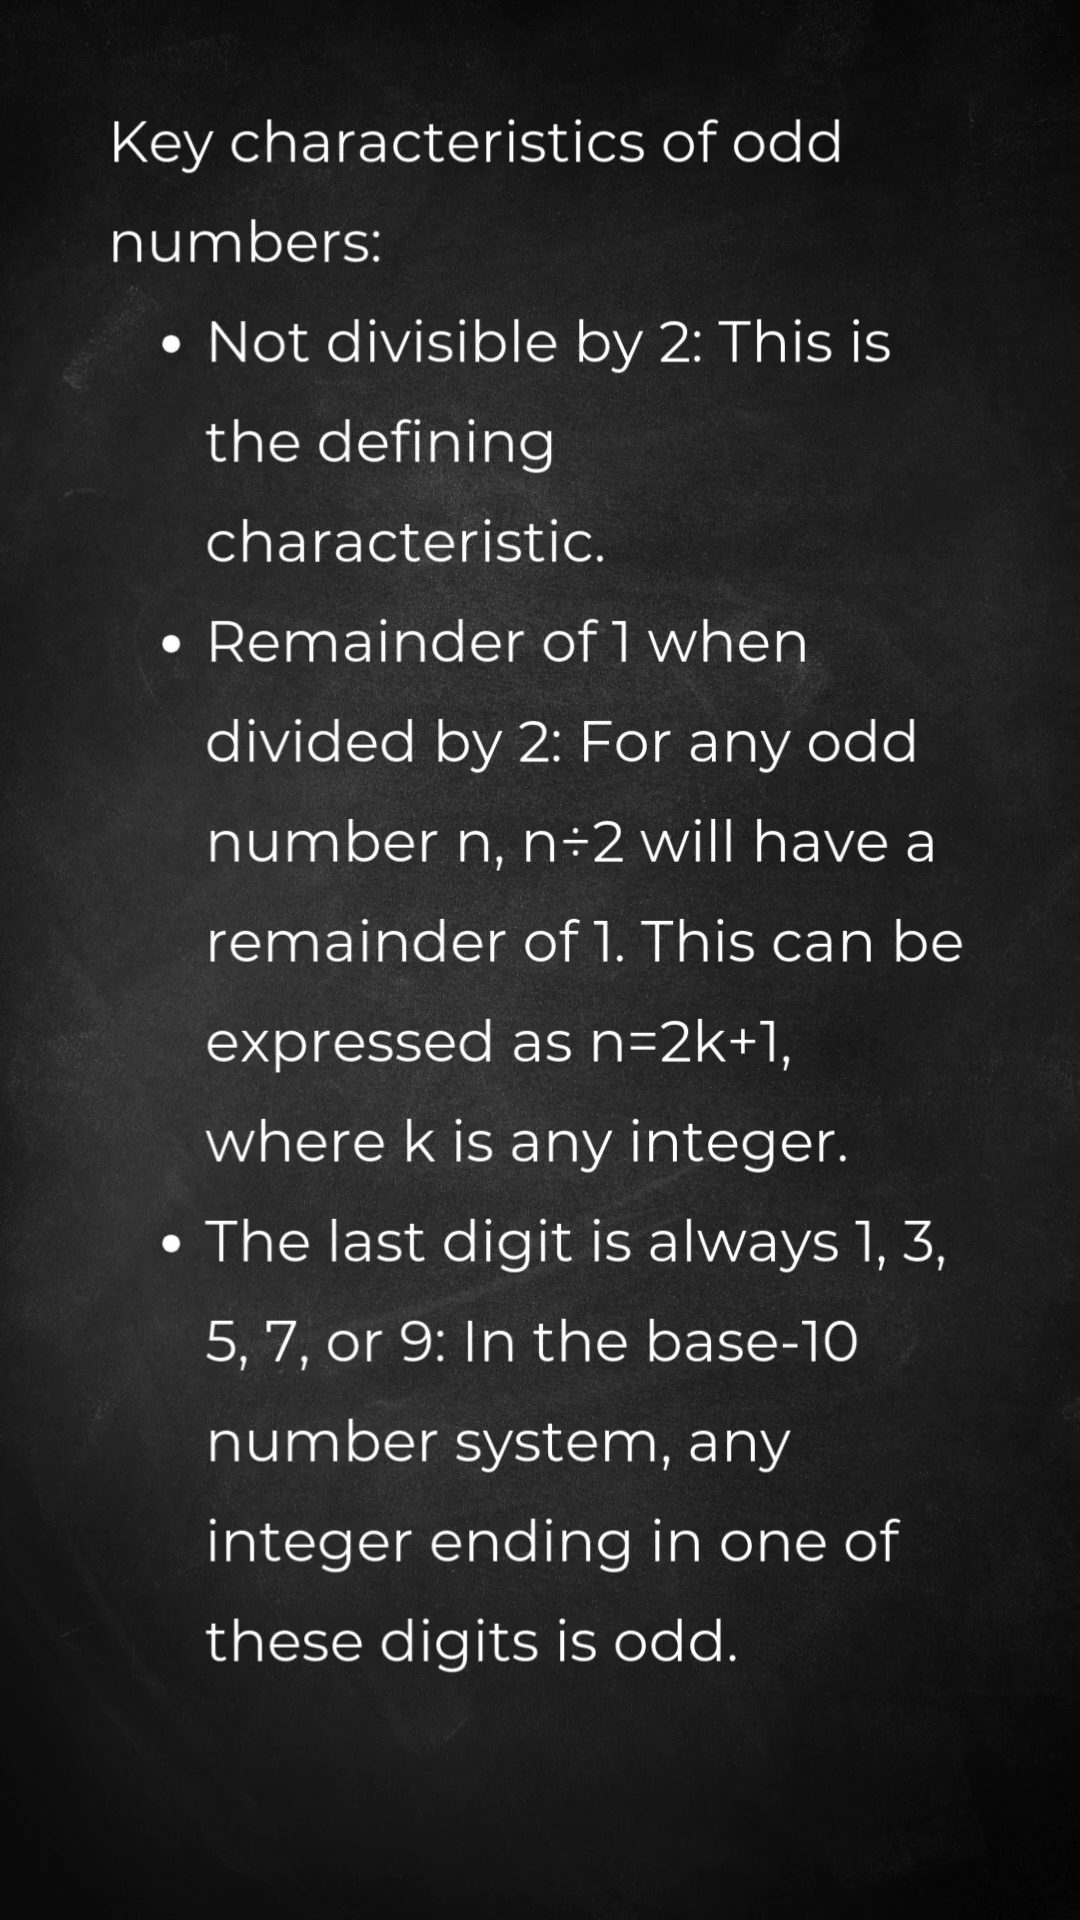 Key characteristics of odd
numbers:
• Not divisible by 2: This is
the defining
characteristic.
• Remainder of 1 when
divided by 2: For any odd
number n, n÷2 will have a
remainder of 1. This can be
expressed as n=2k+1,
where k is any integer.
• The last digit is always 1, 3,
5, 7, or 9: In the base-10
number system, any
integer ending in one of
these digits is odd.